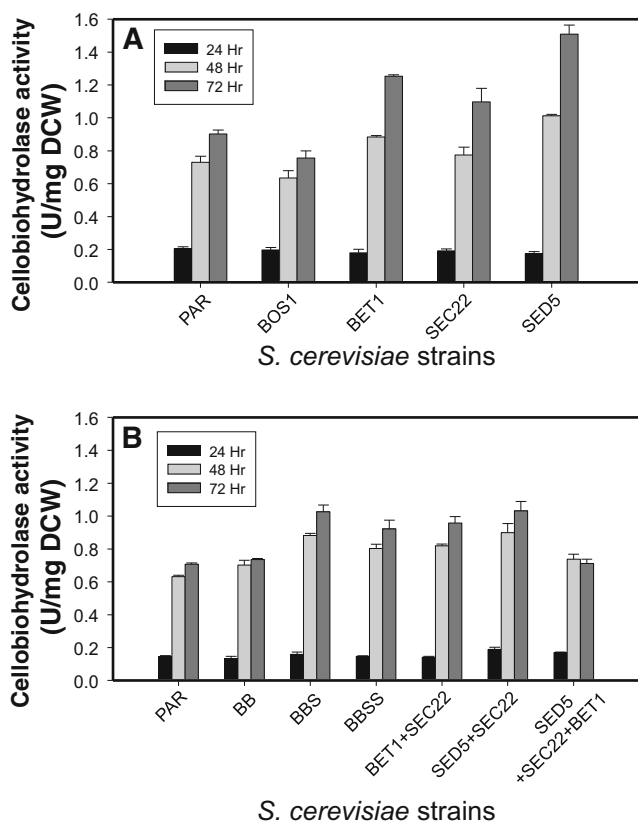 A
Cellobiohydrolase activity
(U/mg DCW)
1.6
1.4
1.2
1.0
0.8
0.6
0.4
0.2
0.0
24 Hr
48 Hr
72 Hr
PAR
BOS1
BET1
SEC22
SED5
S. cerevisiae strains
B
Cellobiohydrolase activity
(U/mg DCW)
1.6
1.4
1.2
1.0
0.8
0.6
0.4
0.2
0.0
24 Hr
48 Hr
72 Hr
PAR
BB
BBS
BBSS
BET1+SEC22
SED5+SEC22
SED5
+SEC22+BET1
S. cerevisiae strains